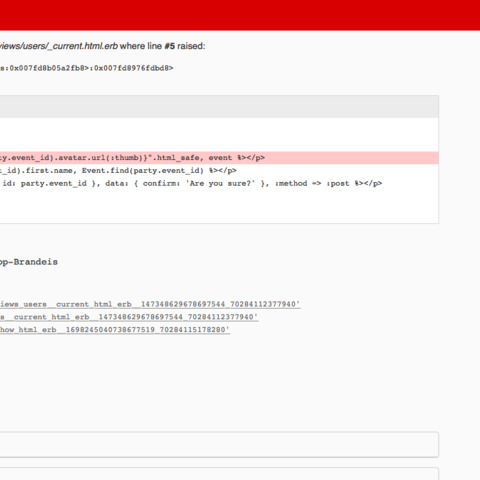 views/users/_current.html.erb where line #5 raised:
s:0x007fd8b05a2fb8>:0x007fd8976fdbd8>
ty.event_id).avatar.url(:thumb)}".html_safe, event %></p>
t_id).first.name, Event.find(party.event_id) %></p>
id: party.event_id }, data: { confirm: 'Are you sure?' }, :method => :post %></p>
pp-Brandeis
iews_users__current_html_erb__147348629678697544_70284112377940'
s__current_html_erb__147348629678697544_70284112377940'
how_html_erb__1698245040738677519_70284115178280'